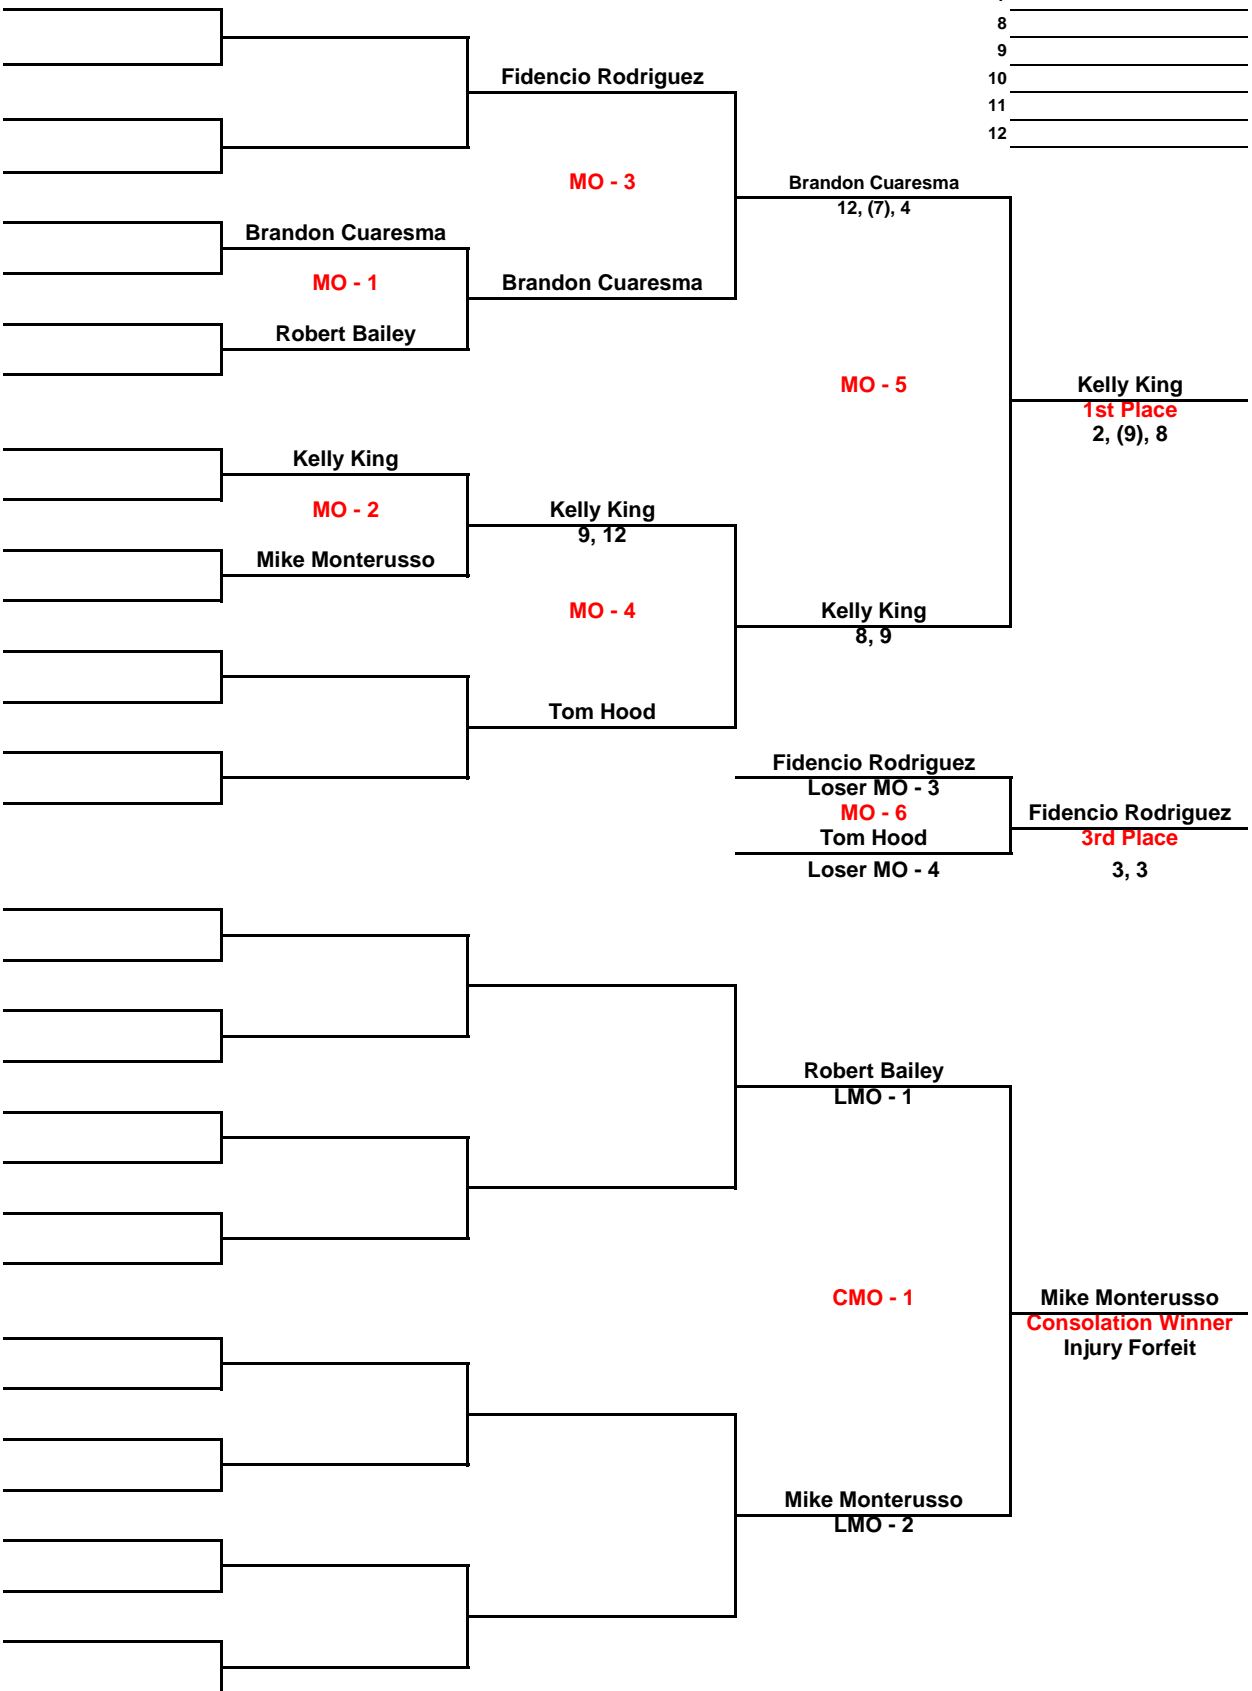 8
9
Fidencio Rodriguez
10
11
12
MO - 3
Brandon Cuaresma
12, (7), 4
Brandon Cuaresma
MO - 1
Brandon Cuaresma
Robert Bailey
MO - 5
Kelly King
1st Place
2, (9), 8
Kelly King
MO - 2
Kelly King
9, 12
Mike Monterusso
MO - 4
Kelly King
8, 9
Tom Hood
Fidencio Rodriguez
Loser MO - 3
MO - 6
Fidencio Rodriguez
Tom Hood
3rd Place
Loser MO - 4
3, 3
Robert Bailey
LMO - 1
CMO - 1
Mike Monterusso
Consolation Winner
Injury Forfeit
Mike Monterusso
LMO - 2